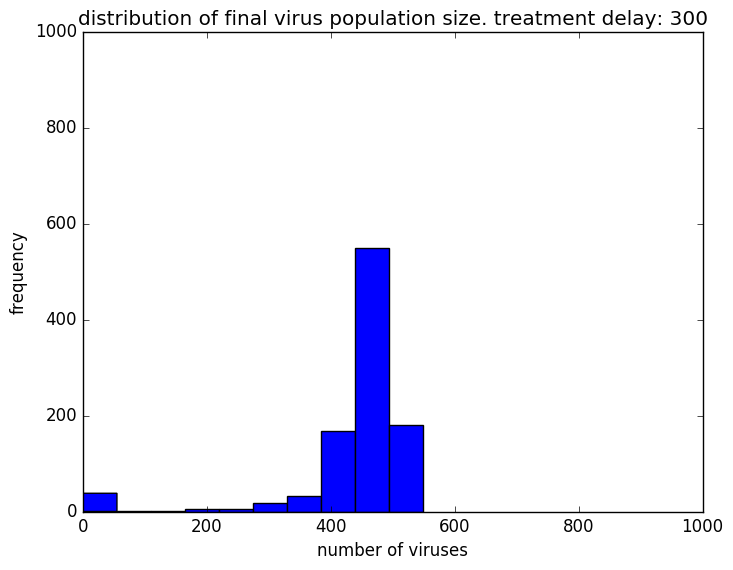 distribution of final virus population size. treatment delay: 300
1000
800
600
400
200
0
frequency
0 200 400 600 800 1000
number of viruses